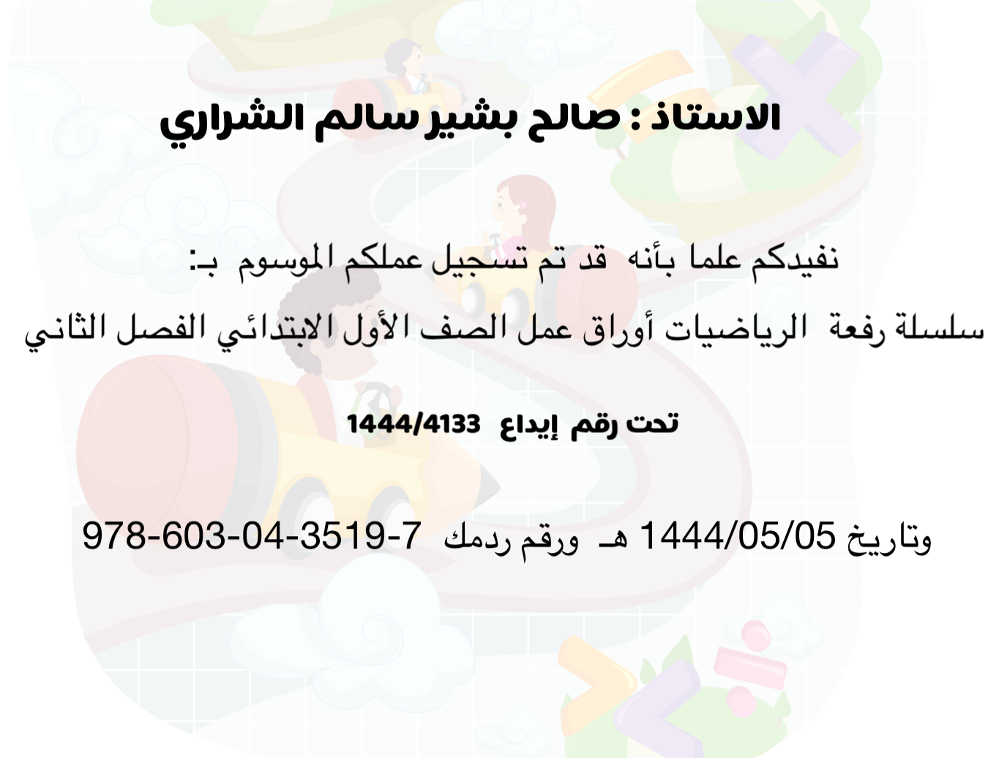 الاستاذ : صالح بشير سالم الشراري
نفيدكم علما بأنه قد تم تسجيل عملكم الموسوم بـ:
سلسلة رفعة الرياضيات أوراق عمل الصف الأول الابتدائي الفصل الثاني
تحت رقم إيداع 1444/4133
وتاريخ 1444/05/05 هـ ورقم ردمك 978-603-04-3519-7